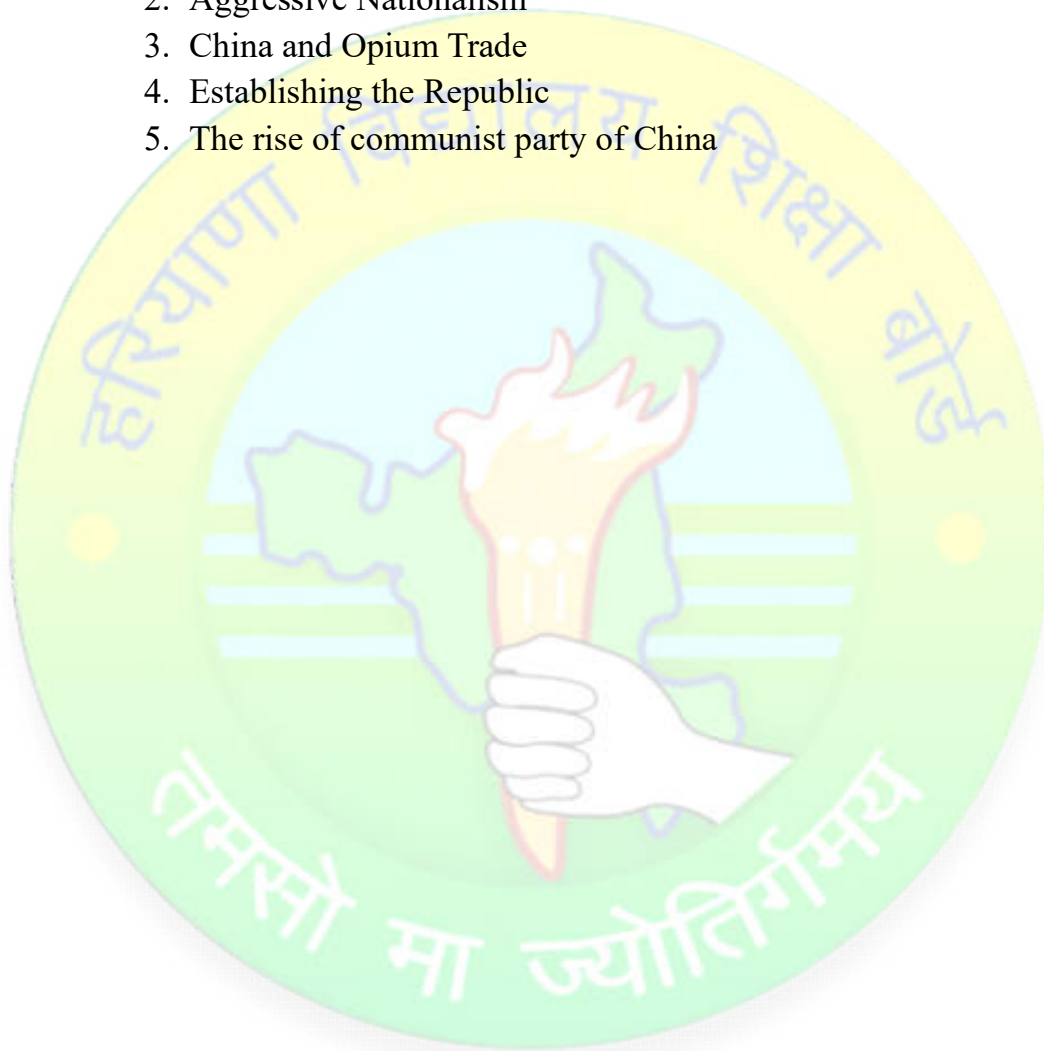 2. Aggressive Nationalism
3. China and Opium Trade
4. Establishing the Republic
5. The rise of communist party of China
हरियाणा विद्यालय शिक्षा बोर्ड
तमसो मा ज्योतिर्गमय